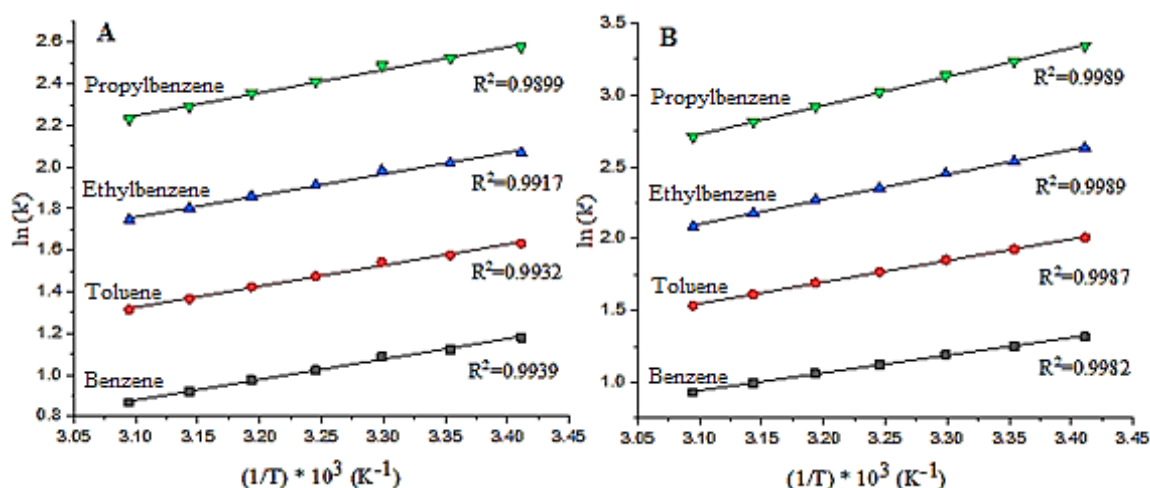 A
2.6
2.4
2.2
2.0
1.8
1.6
1.4
1.2
1.0
0.8
ln (k')
Propylbenzene
R²=0.9899
Ethylbenzene
R²=0.9917
Toluene
R²=0.9932
Benzene
R²=0.9939
3.05 3.10 3.15 3.20 3.25 3.30 3.35 3.40 3.45
(1/T) * 10³ (K⁻¹)
B
3.5
3.0
2.5
2.0
1.5
1.0
ln (k')
Propylbenzene
R²=0.9989
Ethylbenzene
R²=0.9989
Toluene
R²=0.9987
Benzene
R²=0.9982
3.05 3.10 3.15 3.20 3.25 3.30 3.35 3.40 3.45
(1/T) * 10³ (K⁻¹)